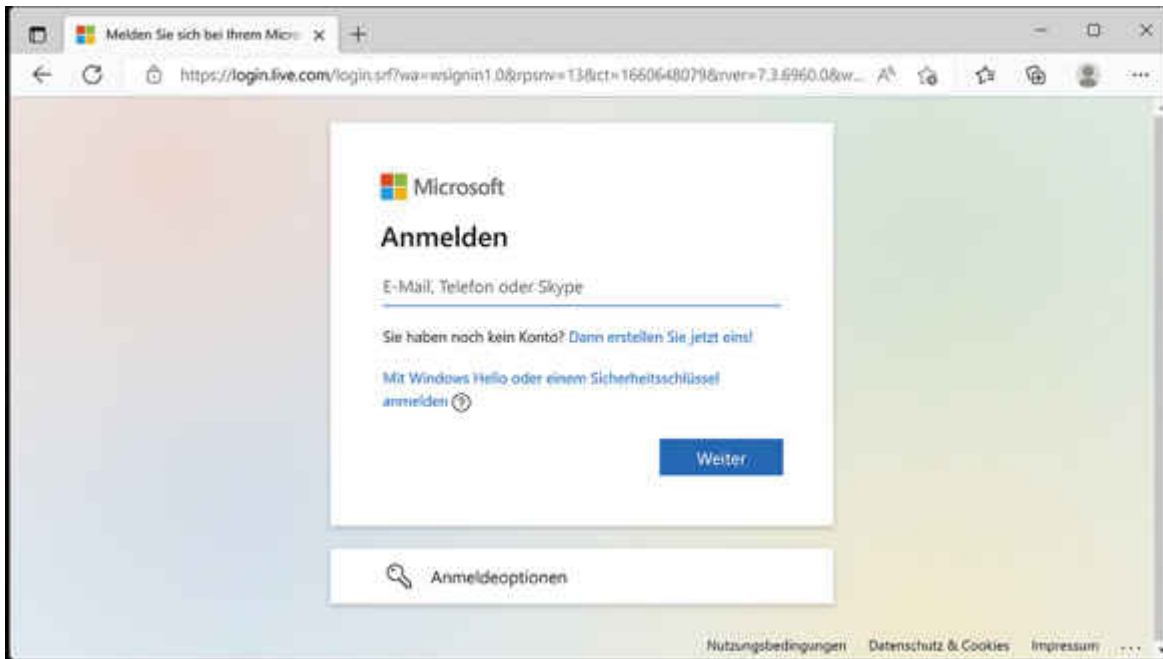 Melden Sie sich bei Ihrem Micro
https://login.live.com/login.srf?wa=wsignin1.0&rpsnv=13&ct=1660648079&rver=7.3.6960.0&w...
Microsoft
Anmelden
E-Mail, Telefon oder Skype
Sie haben noch kein Konto? Dann erstellen Sie jetzt eins!
Mit Windows Hello oder einem Sicherheitsschlüssel
anmelden
Weiter
Anmeldeoptionen
Nutzungsbedingungen Datenschutz & Cookies Impressum ...